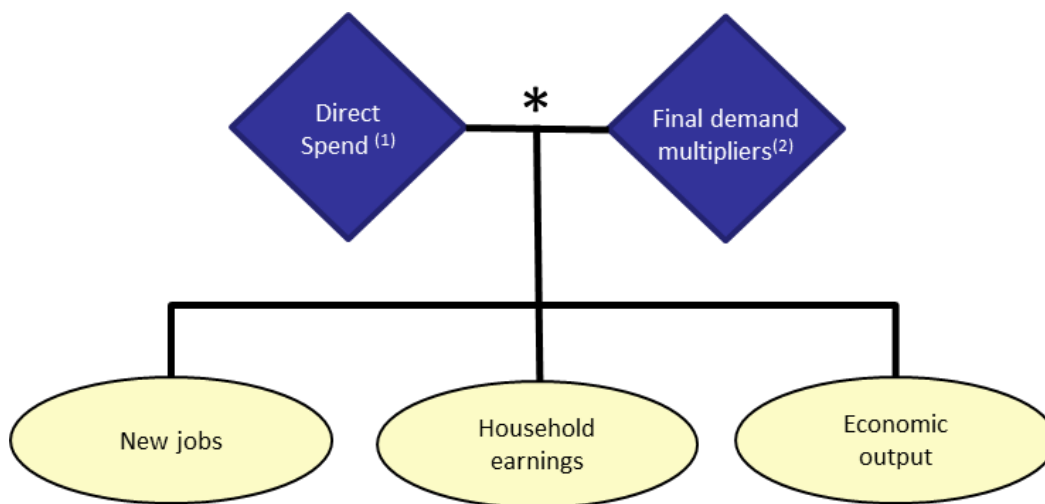 *
Direct
Spend (1)
Final demand
multipliers(2)
New jobs
Household
earnings
Economic
output